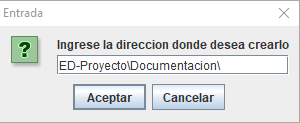 Entrada
Ingrese la direccion donde desea crearlo
ED-Proyecto\Documentacion\
Aceptar
Cancelar